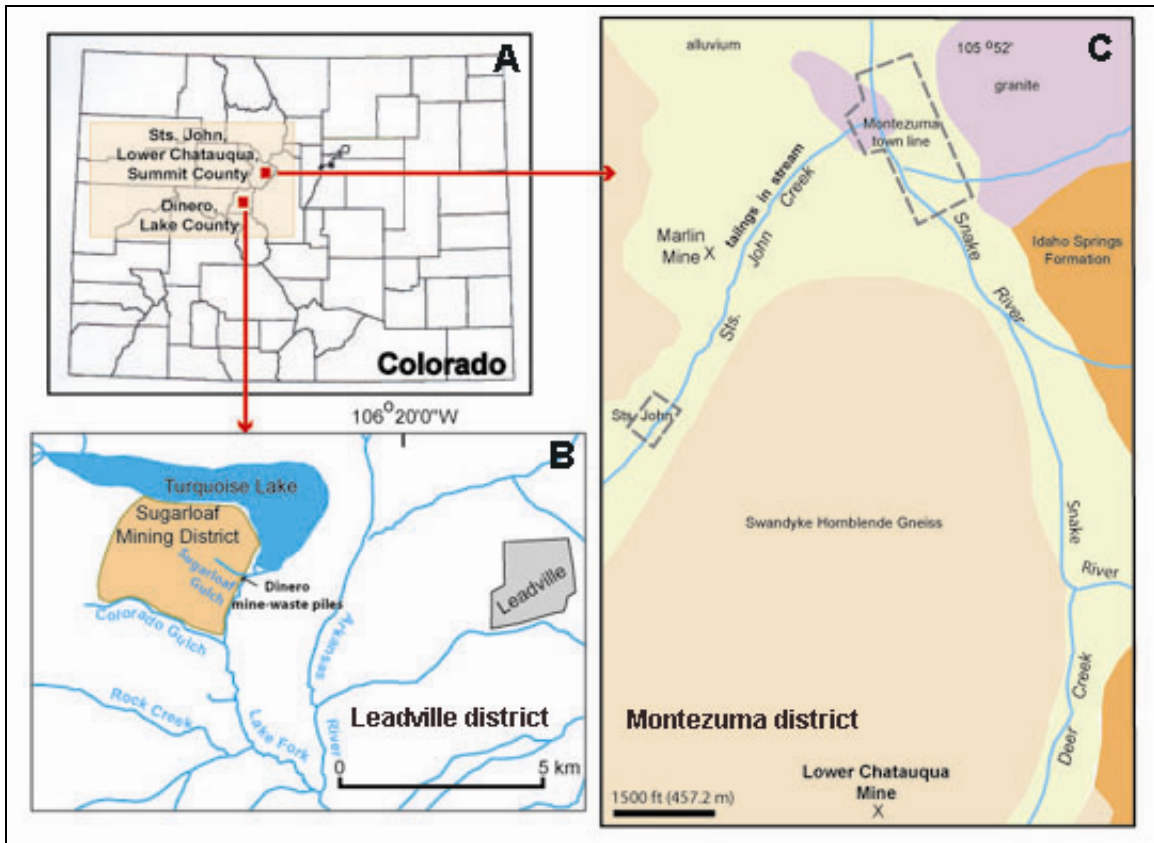 A
Sts. John,
Lower Chatauqua,
Summit County
Dinero,
Lake County
Colorado
106°20'0"W
B
Turquoise Lake
Sugarloaf
Mining District
Sugarloaf
Gulch
Dinero
mine-waste piles
Leadville
Colorado Gulch
Arkansas
River
Rock Creek
Lake Fork
Leadville district
0
5 km
C
alluvium
105 °52'
granite
Montezuma
town line
tailngs in stream
Sts. John Creek
Marlin
Mine X
Snake
River
Idaho Springs
Formation
Sts. John
Swandyke Hornblende Gneiss
Snake
River
Deer Creek
Montezuma district
Lower Chatauqua
Mine
X
1500 ft (457.2 m)